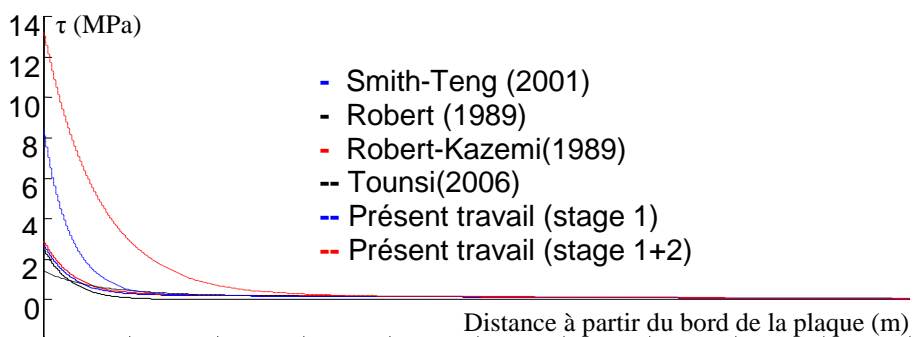 14
τ (MPa)
12
10
8
6
4
2
0
- Smith-Teng (2001)
- Robert (1989)
- Robert-Kazemi(1989)
-- Tounsi(2006)
-- Présent travail (stage 1)
-- Présent travail (stage 1+2)
Distance à partir du bord de la plaque (m)